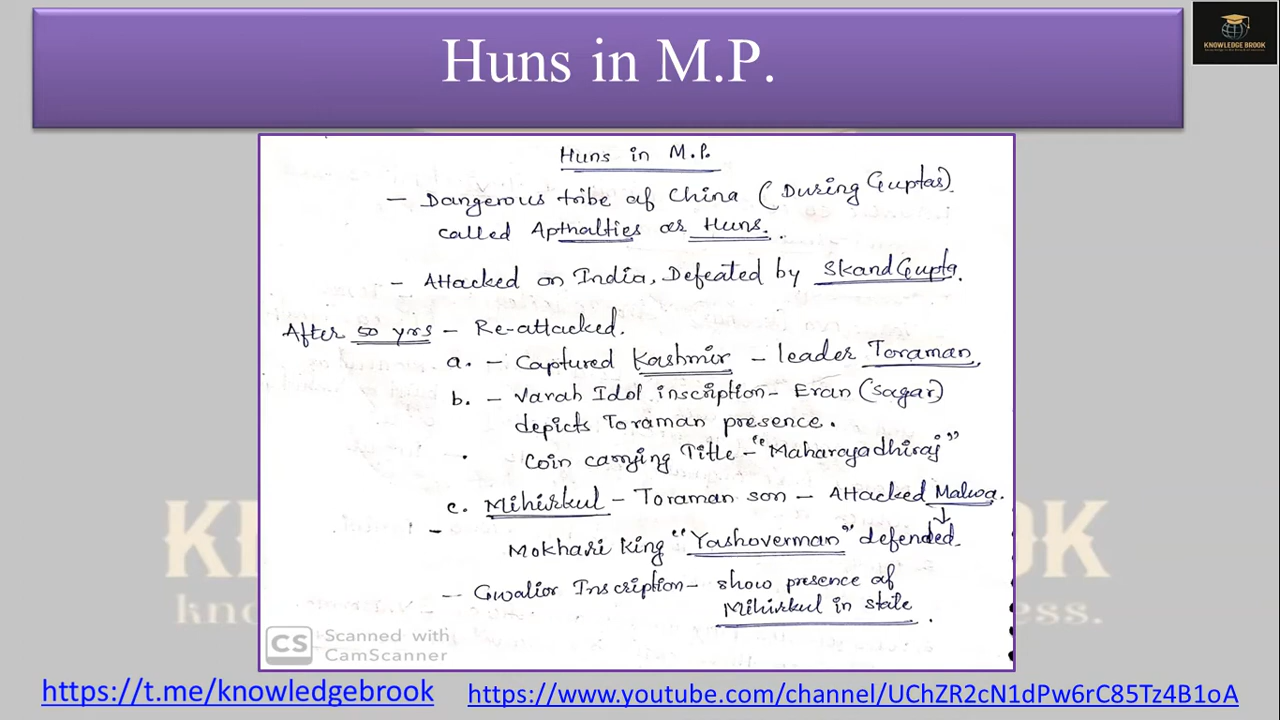 Huns in M.P.
KNOWLEDGE BROOK
Huns in M.P.
- Dangerous tribe of China (During Guptas)
called Apthalties or Huns.
- Attacked on India, Defeated by SkandGupta.
After 50 yrs - Re-attacked.
a. - Captured Kashmir - leader Toraman.
b. - Varah Idol inscription - Eran (Sagar)
depicts Toraman presence.
Coin carrying Title - "Maharayadhiraj"
c. Mihirkul - Toraman son - Attacked Malwa.
Mokhari King "Yashoverman" defended.
- Gwalior Inscription - show presence of
Mihirkul in state.
CS Scanned with
CamScanner
https://t.me/knowledgebrook
https://www.youtube.com/channel/UChZR2cN1dPw6rC85Tz4B1oA